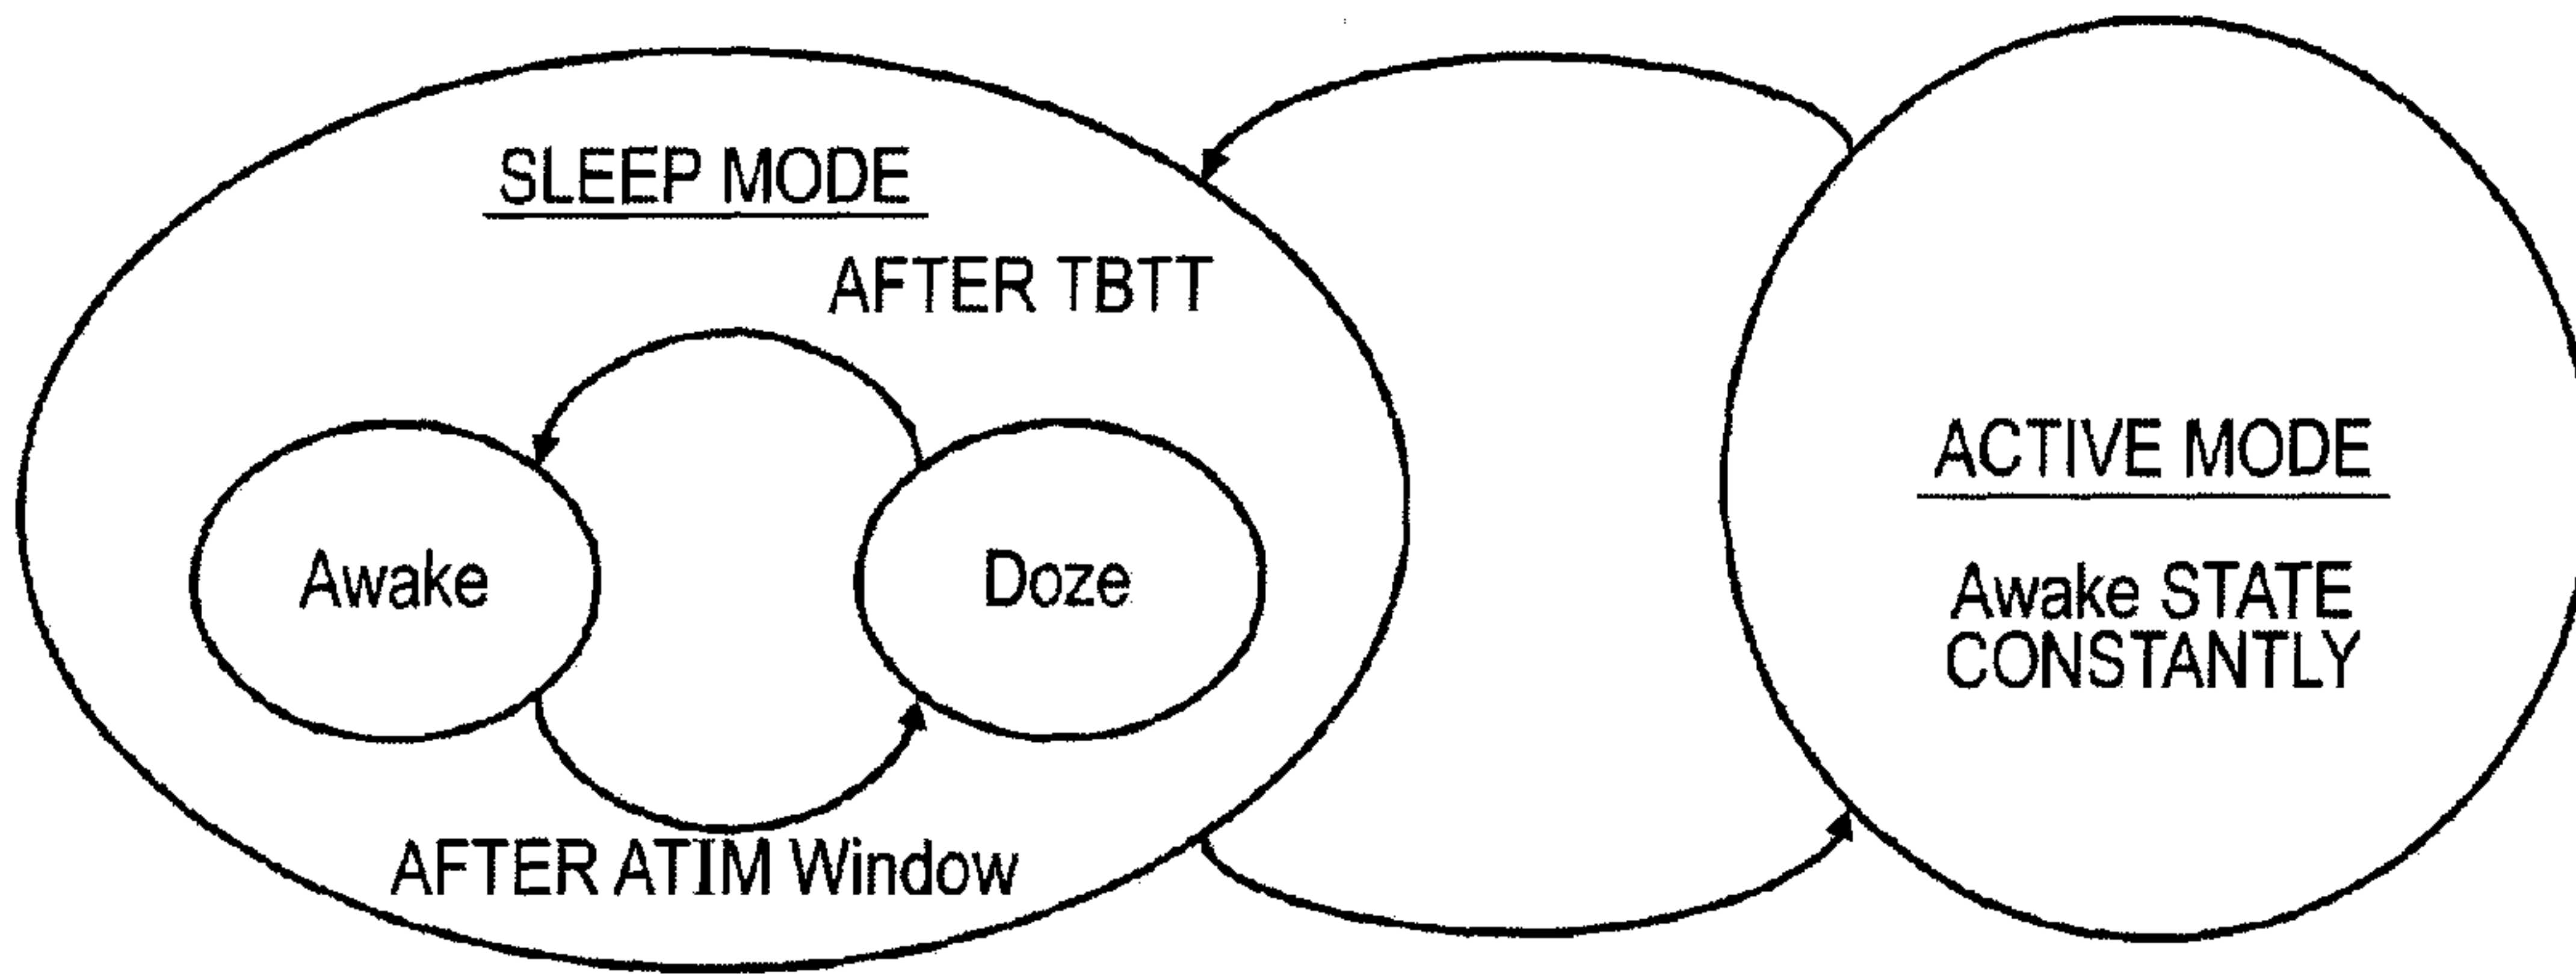 SLEEP MODE
AFTER TBTT
Awake
Doze
AFTER ATIM Window
ACTIVE MODE
Awake STATE
CONSTANTLY